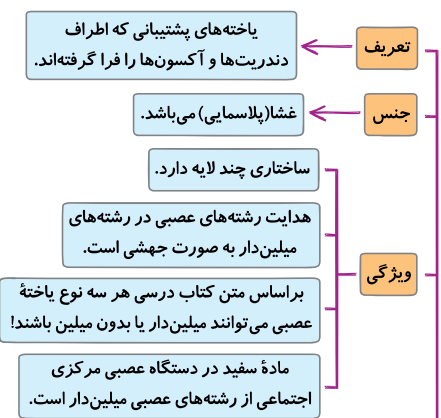 تعریف
یاخته‌های پشتیبانی که اطراف
دندریت‌ها و آکسون‌ها را فرا گرفته‌اند.
جنس
غشا(پلاسمایی) می‌باشد.
ویژگی
ساختاری چند لایه دارد.
هدایت رشته‌های عصبی در رشته‌های
میلین‌دار به صورت جهشی است.
براساس متن کتاب درسی هر سه نوع یاختهٔ
عصبی می‌توانند میلین‌دار یا بدون میلین باشند!
مادهٔ سفید در دستگاه عصبی مرکزی
اجتماعی از رشته‌های عصبی میلین‌دار است.